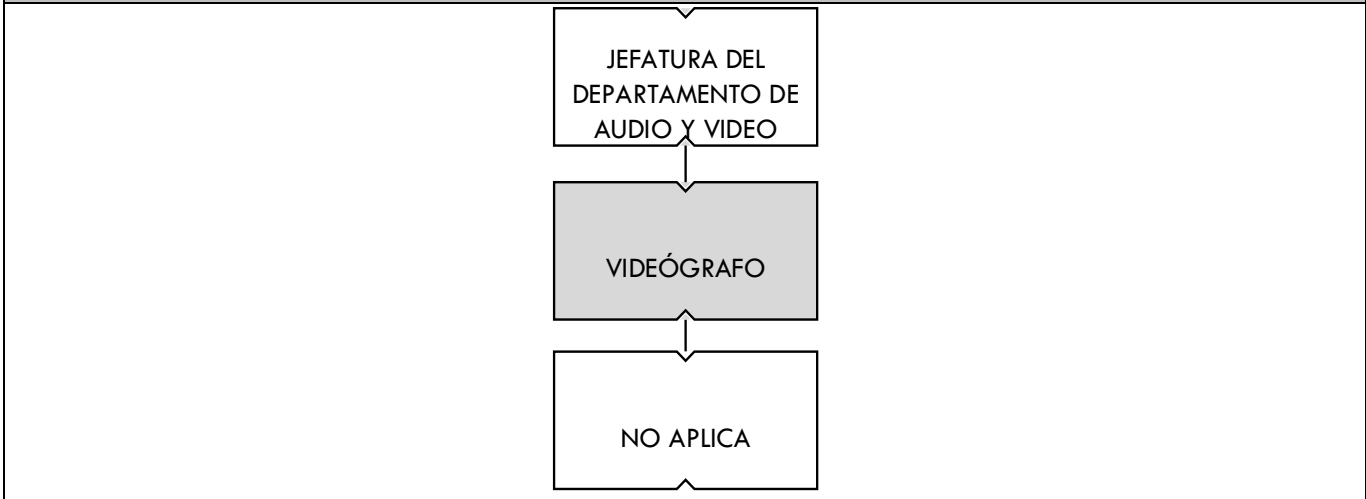 JEFATURA DEL
DEPARTAMENTO DE
AUDIO Y VIDEO
VIDEÓGRAFO
NO APLICA